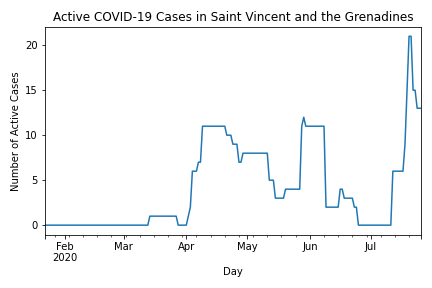 Active COVID-19 Cases in Saint Vincent and the Grenadines
Number of Active Cases
20
15
10
5
0
Feb Mar Apr May Jun Jul
2020
Day